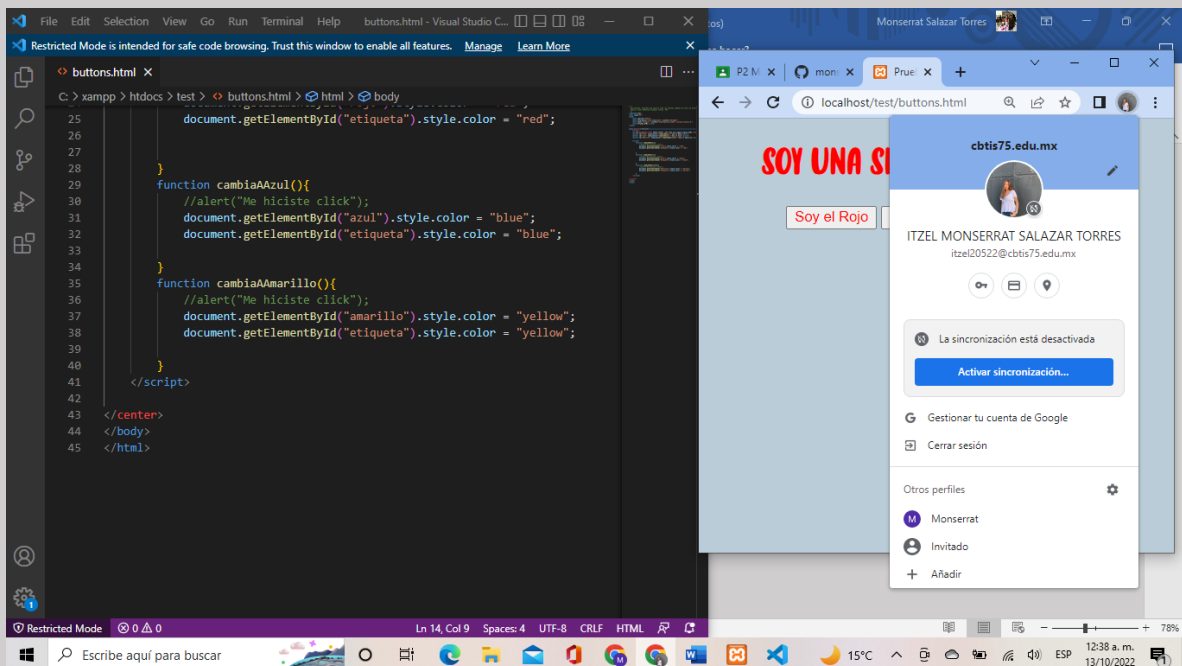 File Edit Selection View Go Run Terminal Help buttons.html - Visual Studio C...
Restricted Mode is intended for safe code browsing. Trust this window to enable all features. Manage Learn More
buttons.html
C: > xampp > htdocs > test > buttons.html > html > body
25 document.getElementById("etiqueta").style.color = "red";
26
27
28 }
29 function cambiaAAzul(){
30 //alert("Me hiciste click");
31 document.getElementById("azul").style.color = "blue";
32 document.getElementById("etiqueta").style.color = "blue";
33
34 }
35 function cambiaAAmarillo(){
36 //alert("Me hiciste click");
37 document.getElementById("amarillo").style.color = "yellow";
38 document.getElementById("etiqueta").style.color = "yellow";
39
40 }
41 </script>
42
43 </center>
44 </body>
45 </html>
Restricted Mode 0 0 Ln 14, Col 9 Spaces: 4 UTF-8 CRLF HTML
Monserrat Salazar Torres
P2 M mon Prue
localhost/test/buttons.html
SOY UNA
Soy el Rojo
cbtis75.edu.mx
ITZEL MONSERRAT SALAZAR TORRES
itzel20522@cbtis75.edu.mx
La sincronización está desactivada
Activar sincronización...
Gestionar tu cuenta de Google
Cerrar sesión
Otros perfiles
M Monserrat
Invitado
Añadir
78%
Escribe aquí para buscar
15°C ESP 12:38 a. m.
13/10/2022